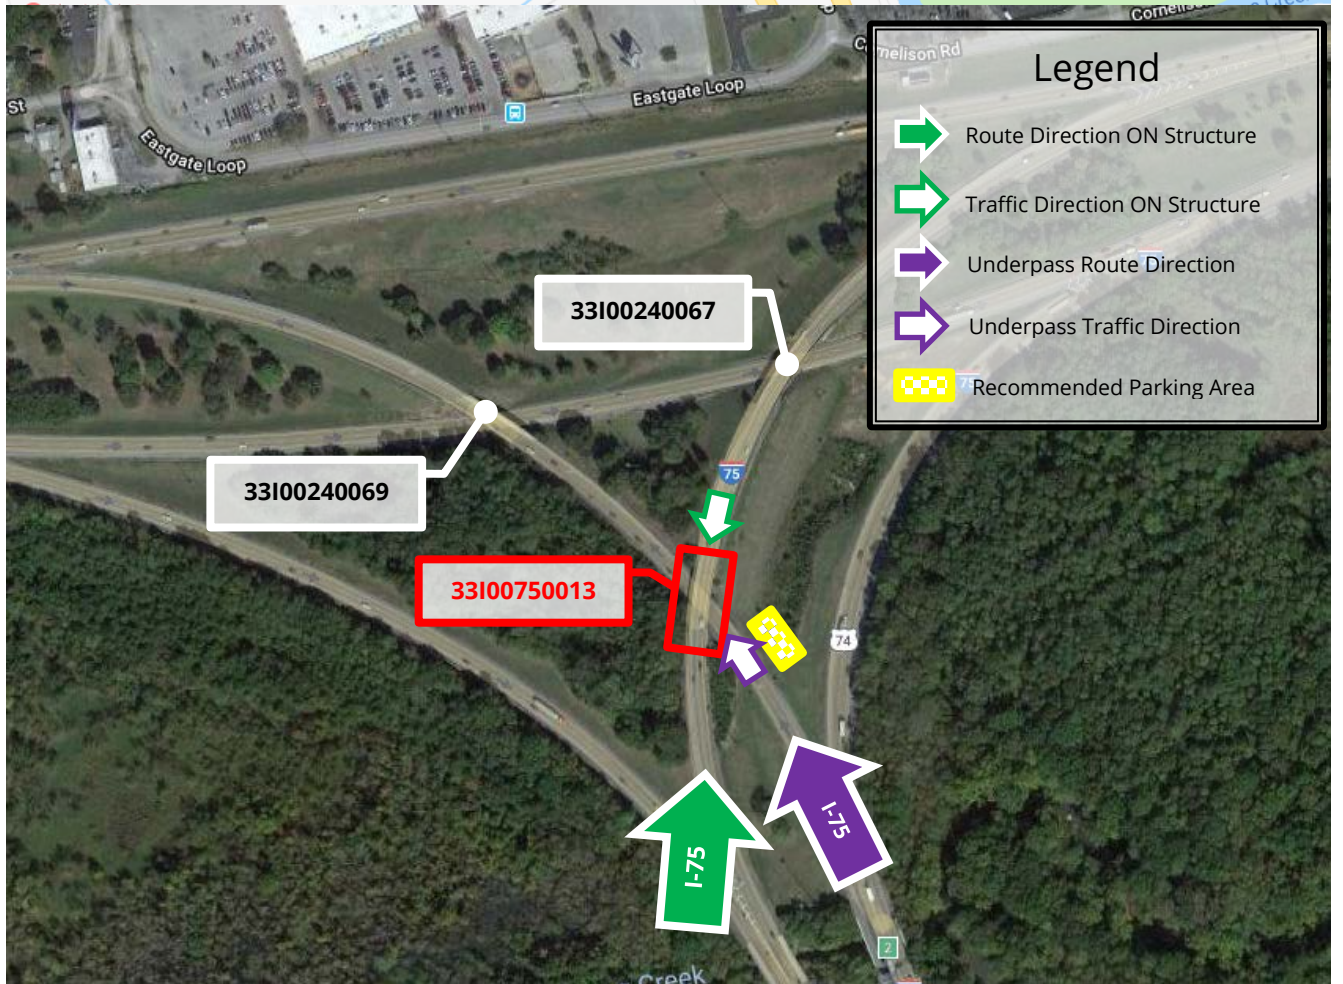 Cornelison Rd
St
Eastgate Loop
Eastgate Loop
Legend
Route Direction ON Structure
Traffic Direction ON Structure
Underpass Route Direction
Underpass Traffic Direction
75
Recommended Parking Area
33I00240067
33I00240069
75
33I00750013
74
I-75
I-75
2
Creek